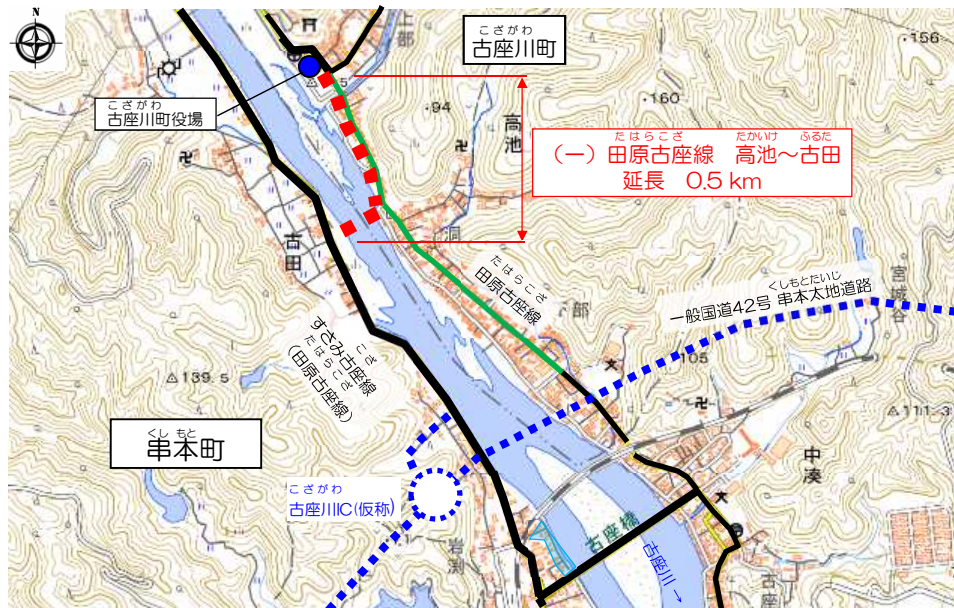 N
こざがわ
古座川町
・156
こざがわ
古座川町役場
・94
・160
高池
たはらこざ たかいけ ふるた
（一）田原古座線 高池～古田
延長 0.5 km
古田
洞
たはらこざ
田原古座線
部
くしもとたいじ
一般国道42号 串本太地道路
宮城谷
こざ
すさみ古座線
たはらこざ
(田原古座線)
△139.5
105
△111.3
くしもと
串本町
中湊
こざがわ
古座川IC(仮称)
岩渕
古座橋
古座川→
古座
上部